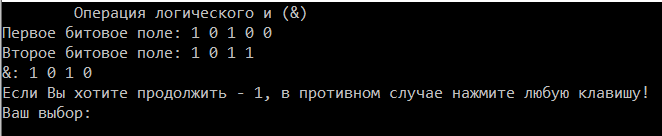 Операция логического и (&)
Первое битовое поле: 1 0 1 0 0
Второе битовое поле: 1 0 1 1
&: 1 0 1 0
Если Вы хотите продолжить - 1, в противном случае нажмите любую клавишу!
Ваш выбор: